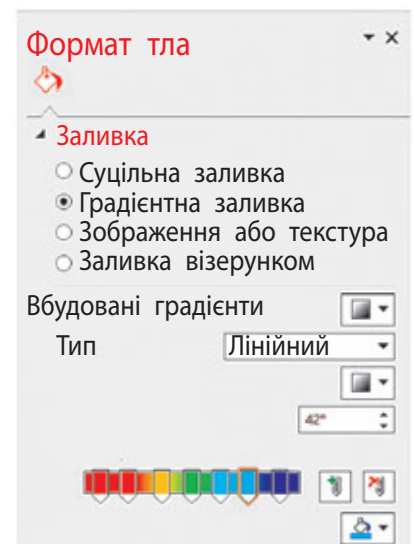 Формат тла
Заливка
Суцільна заливка
Градієнтна заливка
Зображення або текстура
Заливка візерунком
Вбудовані градієнти
Тип Лінійний
42°